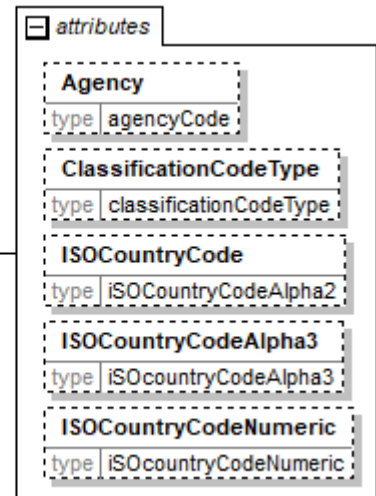 attributes
Agency
type agencyCode
ClassificationCodeType
type classificationCodeType
ISOCountryCode
type iSOCountryCodeAlpha2
ISOCountryCodeAlpha3
type iSOcountryCodeAlpha3
ISOCountryCodeNumeric
type iSOCountryCodeNumeric